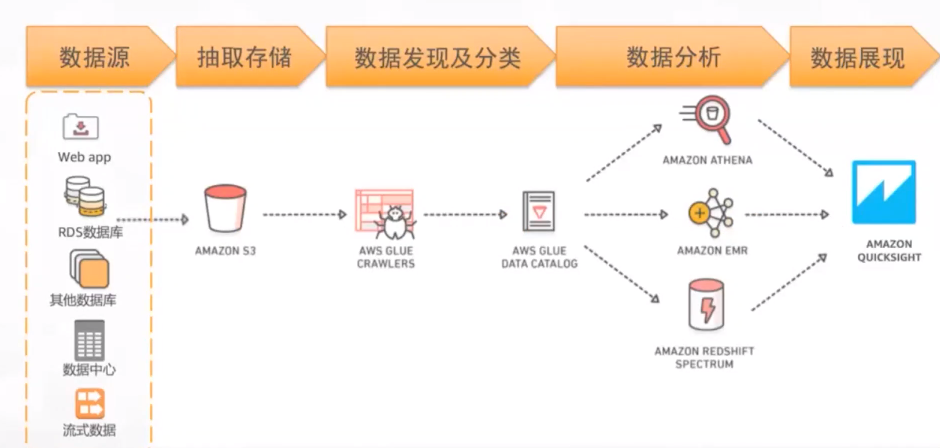 数据源
抽取存储
数据发现及分类
数据分析
数据展现
Web app
RDS数据库
其他数据库
数据中心
流式数据
AMAZON S3
AWS GLUE
CRAWLERS
AWS GLUE
DATA CATALOG
AMAZON ATHENA
AMAZON EMR
AMAZON REDSHIFT
SPECTRUM
AMAZON
QUICKSIGHT